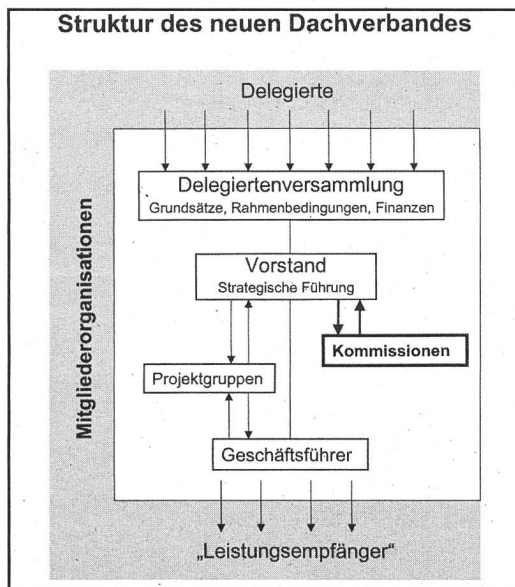 Struktur des neuen Dachverbandes
Delegierte
Mitgliederorganisationen
Delegiertenversammlung
Grundsätze, Rahmenbedingungen, Finanzen
Vorstand
Strategische Führung
Kommissionen
Projektgruppen
Geschäftsführer
„Leistungsempfänger“